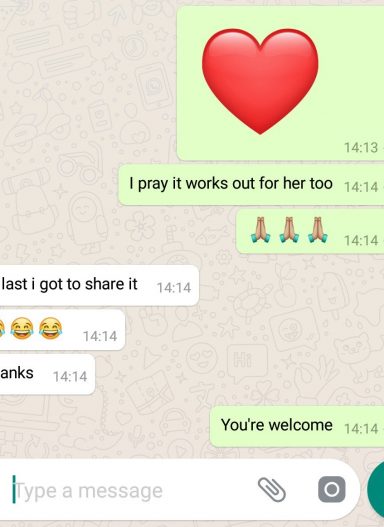 14:13
I pray it works out for her too 14:14
🙏🏼🙏🏼🙏🏼 14:14
last i got to share it 14:14
😂😂😂 14:14
anks 14:14
You're welcome 14:14
Type a message